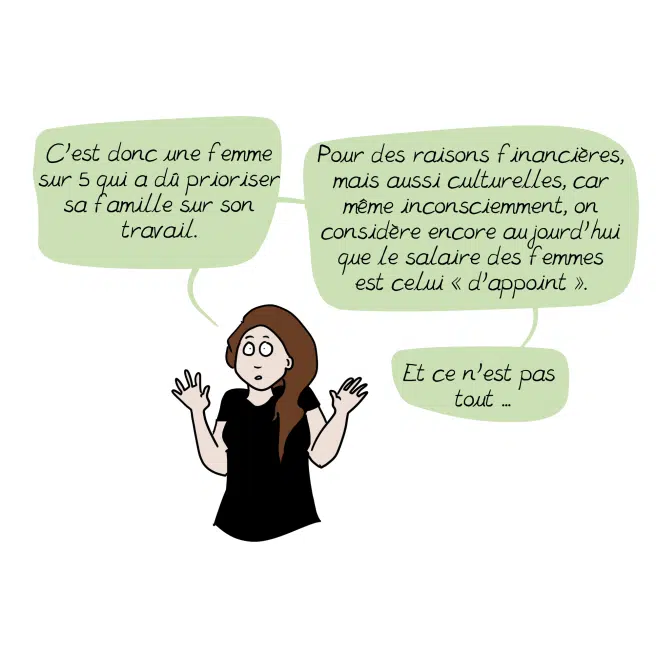 C'est donc une femme
sur 5 qui a dû prioriser
sa famille sur son
travail.
Pour des raisons financières,
mais aussi culturelles, car
même inconsciemment, on
considère encore aujourd'hui
que le salaire des femmes
est celui « d'appoint ».
Et ce n'est pas
tout ...